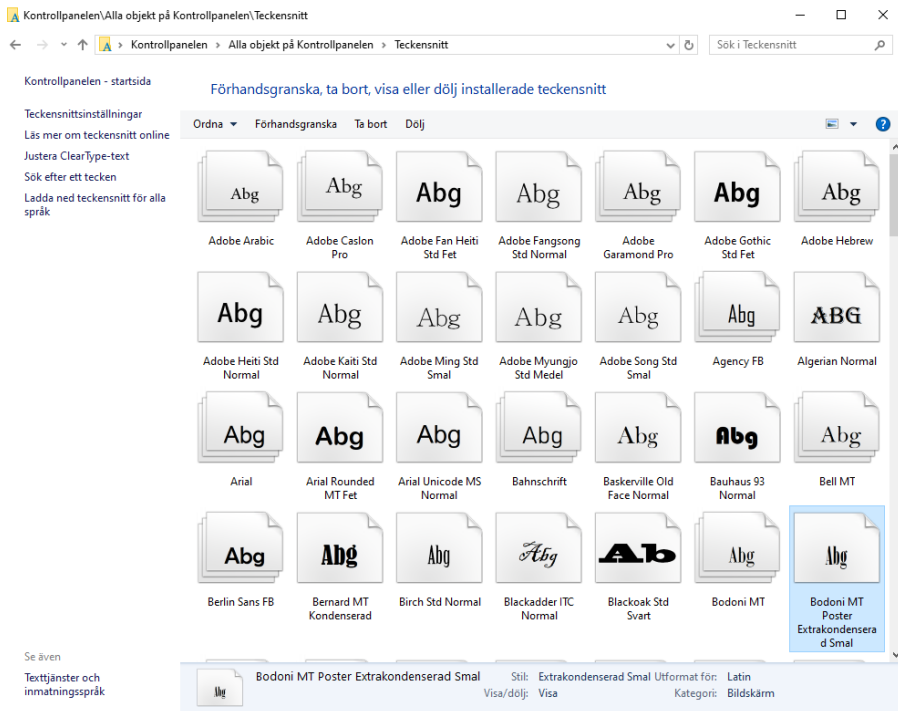 Kontrollpanelen\Alla objekt på Kontrollpanelen\Teckensnitt
Kontrollpanelen › Alla objekt på Kontrollpanelen › Teckensnitt
Sök i Teckensnitt
Kontrollpanelen - startsida
Teckensnittsinställningar
Läs mer om teckensnitt online
Justera ClearType-text
Sök efter ett tecken
Ladda ned teckensnitt för alla
språk
Förhandsgranska, ta bort, visa eller dölj installerade teckensnitt
Ordna Förhandsgranska Ta bort Dölj
Abg Abg Abg Abg Abg Abg Abg
Adobe Arabic Adobe Caslon Adobe Fan Heiti Adobe Fangsong Adobe Adobe Gothic Adobe Hebrew
Pro Std Fet Std Normal Garamond Pro Std Fet
Abg Abg Abg Abg Abg Abg ABG
Adobe Heiti Std Adobe Kaiti Std Adobe Ming Std Adobe Myungjo Adobe Song Std Agency FB Algerian Normal
Normal Normal Smal Std Medel Smal
Abg Abg Abg Abg Abg Abg Abg
Arial Arial Rounded Arial Unicode MS Bahnschrift Baskerville Old Bauhaus 93 Bell MT
MT Fet Normal Face Normal Normal
Abg Abg Abg Abg Ab Abg Abg
Berlin Sans FB Bernard MT Birch Std Normal Blackadder ITC Blackoak Std Bodoni MT Bodoni MT
Kondenserad Normal Svart Poster
Extrakondensera
d Smal
Se även
Texttjänster och
inmatningsspråk
Abg
Bodoni MT Poster Extrakondenserad Smal Stil: Extrakondenserad Smal Utformat för: Latin
Visa/dölj: Visa Kategori: Bildskärm